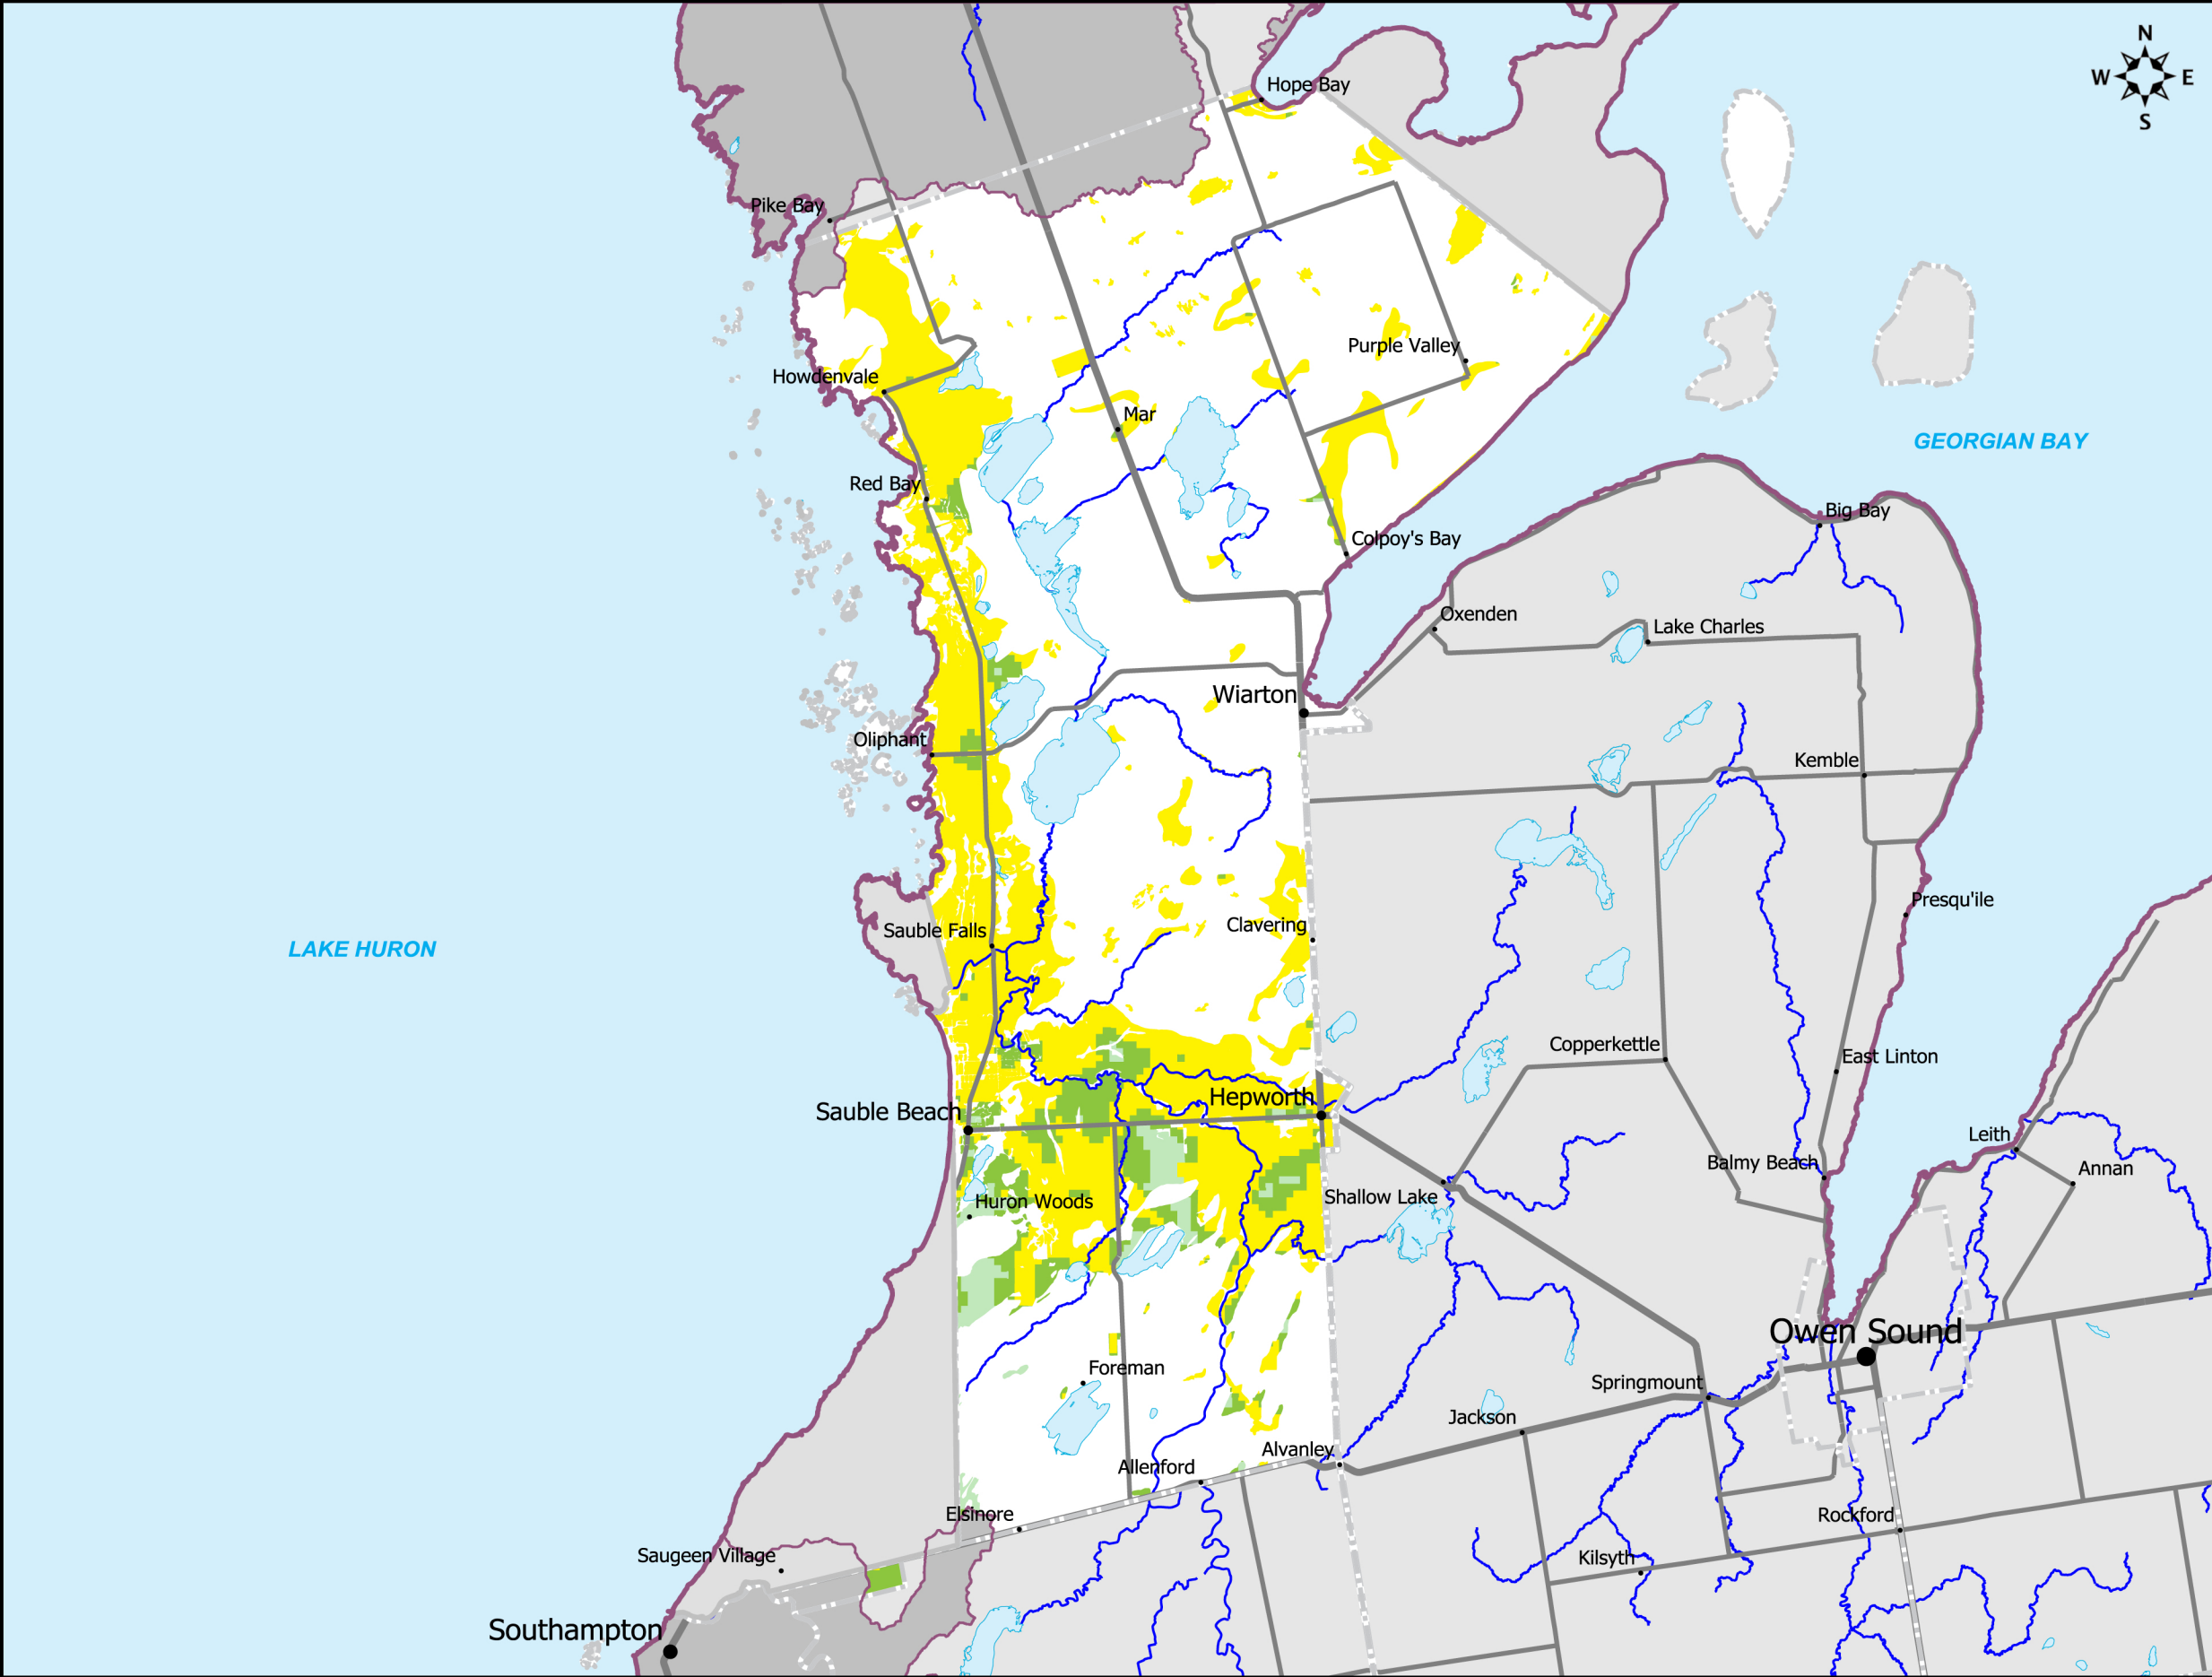 N
Hope Bay
W
E
S
Pike Bay
Purple Valley
Howdenvale
Mar
GEORGIAN BAY
Red Bay
Big Bay
Colpoy's Bay
Oxenden
Lake Charles
Wiarton
Oliphant
Kemble
Presqu'ile
Clavering
Sauble Falls
LAKE HURON
Copperkettle
East Linton
Hepworth
Sauble Beach
Leith
Balmy Beach
Annan
Shallow Lake
Huron Woods
Owen Sound
Foreman
Springmount
Jackson
Alvanley
Allenford
Elsinore
Rockford
Saugeen Village
Kilsyth
Southampton